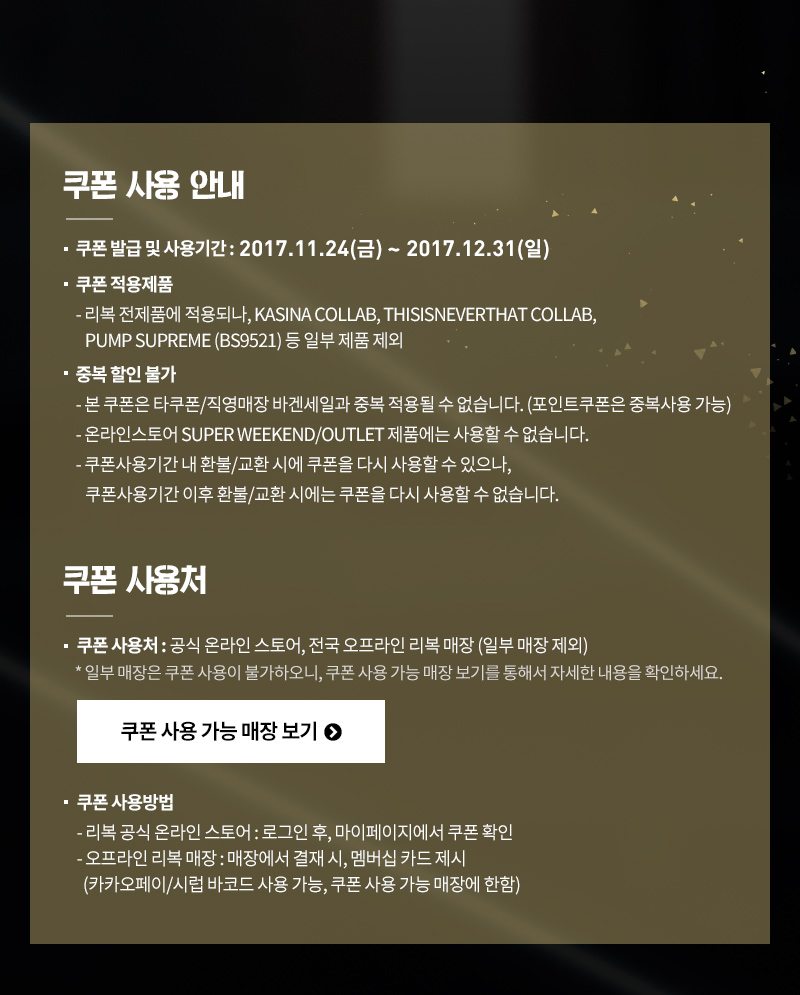 쿠폰 사용 안내
쿠폰 발급 및 사용기간 : 2017.11.24(금) ~ 2017.12.31(일)
쿠폰 적용제품
- 리복 전제품에 적용되나, KASINA COLLAB, THISISNEVERTHAT COLLAB,
PUMP SUPREME (BS9521) 등 일부 제품 제외
중복 할인 불가
- 본 쿠폰은 타쿠폰/직영매장 바겐세일과 중복 적용될 수 없습니다. (포인트쿠폰은 중복사용 가능)
- 온라인스토어 SUPER WEEKEND/OUTLET 제품에는 사용할 수 없습니다.
- 쿠폰사용기간 내 환불/교환 시에 쿠폰을 다시 사용할 수 있으나,
쿠폰사용기간 이후 환불/교환 시에는 쿠폰을 다시 사용할 수 없습니다.
쿠폰 사용처
쿠폰 사용처 : 공식 온라인 스토어, 전국 오프라인 리복 매장 (일부 매장 제외)
* 일부 매장은 쿠폰 사용이 불가하오니, 쿠폰 사용 가능 매장 보기를 통해서 자세한 내용을 확인하세요.
쿠폰 사용 가능 매장 보기
쿠폰 사용방법
- 리복 공식 온라인 스토어 : 로그인 후, 마이페이지에서 쿠폰 확인
- 오프라인 리복 매장 : 매장에서 결재 시, 멤버십 카드 제시
(카카오페이/시럽 바코드 사용 가능, 쿠폰 사용 가능 매장에 한함)